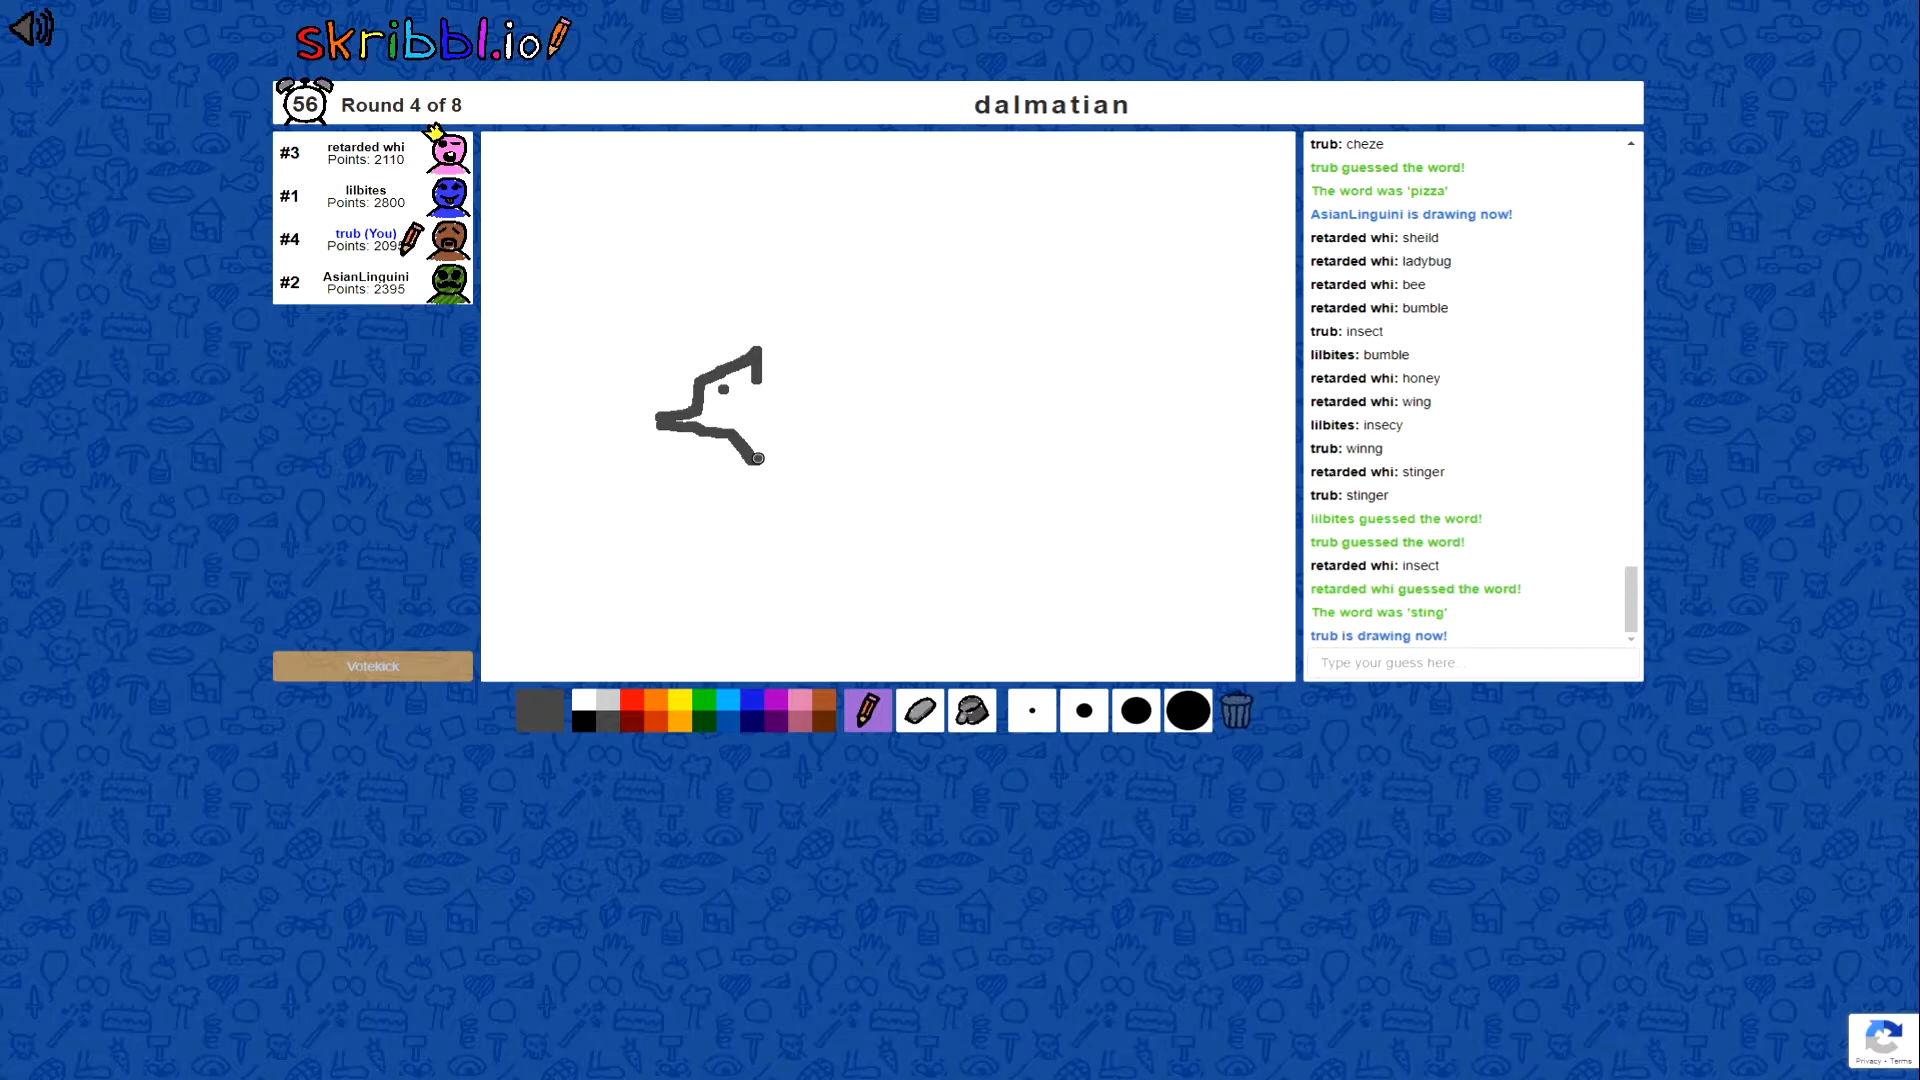 skribbl.io
56
Round 4 of 8
dalmatian
#3
retarded whi
Points: 2110
#1
lilbites
Points: 2800
#4
trub (You)
Points: 2095
#2
AsianLinguini
Points: 2395
Votekick
trub: cheze
trub guessed the word!
The word was 'pizza'
AsianLinguini is drawing now!
retarded whi: sheild
retarded whi: ladybug
retarded whi: bee
retarded whi: bumble
trub: insect
lilbites: bumble
retarded whi: honey
retarded whi: wing
lilbites: insecy
trub: winng
retarded whi: stinger
trub: stinger
lilbites guessed the word!
trub guessed the word!
retarded whi: insect
retarded whi guessed the word!
The word was 'sting'
trub is drawing now!
Type your guess here...
Privacy - Terms